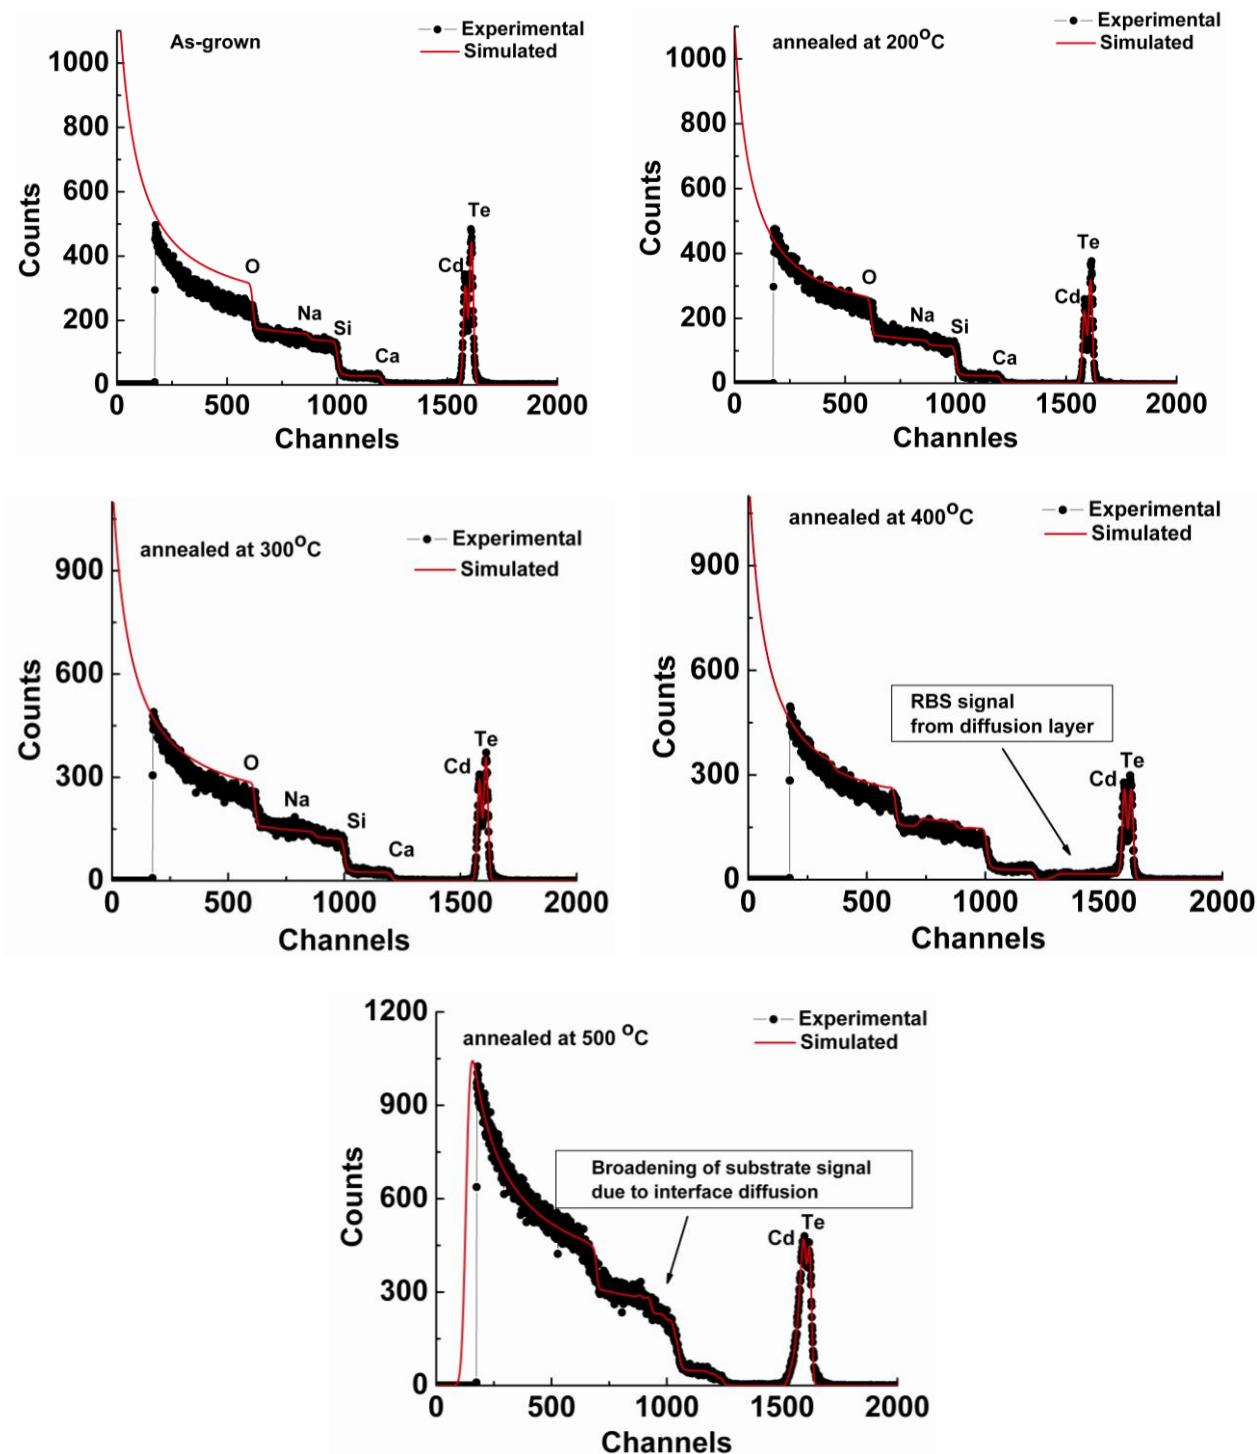 As-grown
Experimental
Simulated
Counts
1000
800
600
400
200
0
O
Na
Si
Ca
Cd
Te
0 500 1000 1500 2000
Channels
annealed at 200°C
Experimental
Simulated
Counts
1000
800
600
400
200
0
O
Na
Si
Ca
Cd
Te
0 500 1000 1500 2000
Channles
annealed at 300°C
Experimental
Simulated
Counts
900
600
300
0
O
Na
Si
Ca
Cd
Te
0 500 1000 1500 2000
Channels
annealed at 400°C
Experimental
Simulated
Counts
900
600
300
0
RBS signal
from diffusion layer
Cd
Te
0 500 1000 1500 2000
Channels
annealed at 500 °C
Experimental
Simulated
Counts
1200
900
600
300
0
Broadening of substrate signal
due to interface diffusion
Cd
Te
0 500 1000 1500 2000
Channels